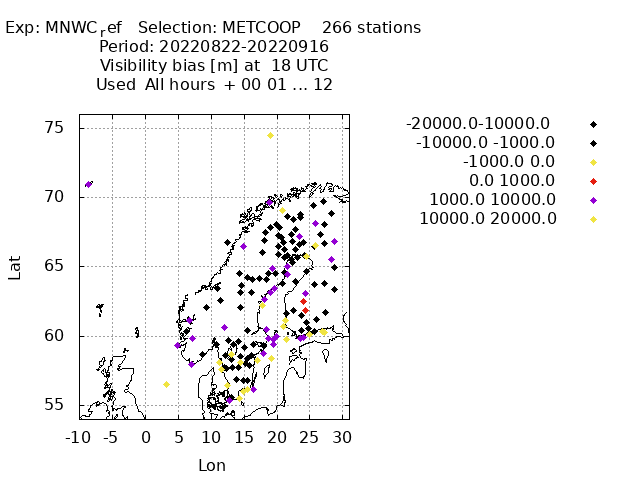 Exp: MNWC_ref Selection: METCOOP 266 stations
Period: 20220822-20220916
Visibility bias [m] at 18 UTC
Used All hours + 00 01 ... 12
-20000.0-10000.0
-10000.0 -1000.0
-1000.0 0.0
0.0 1000.0
1000.0 10000.0
10000.0 20000.0
75
70
65
60
55
Lat
-10 -5 0 5 10 15 20 25 30
Lon